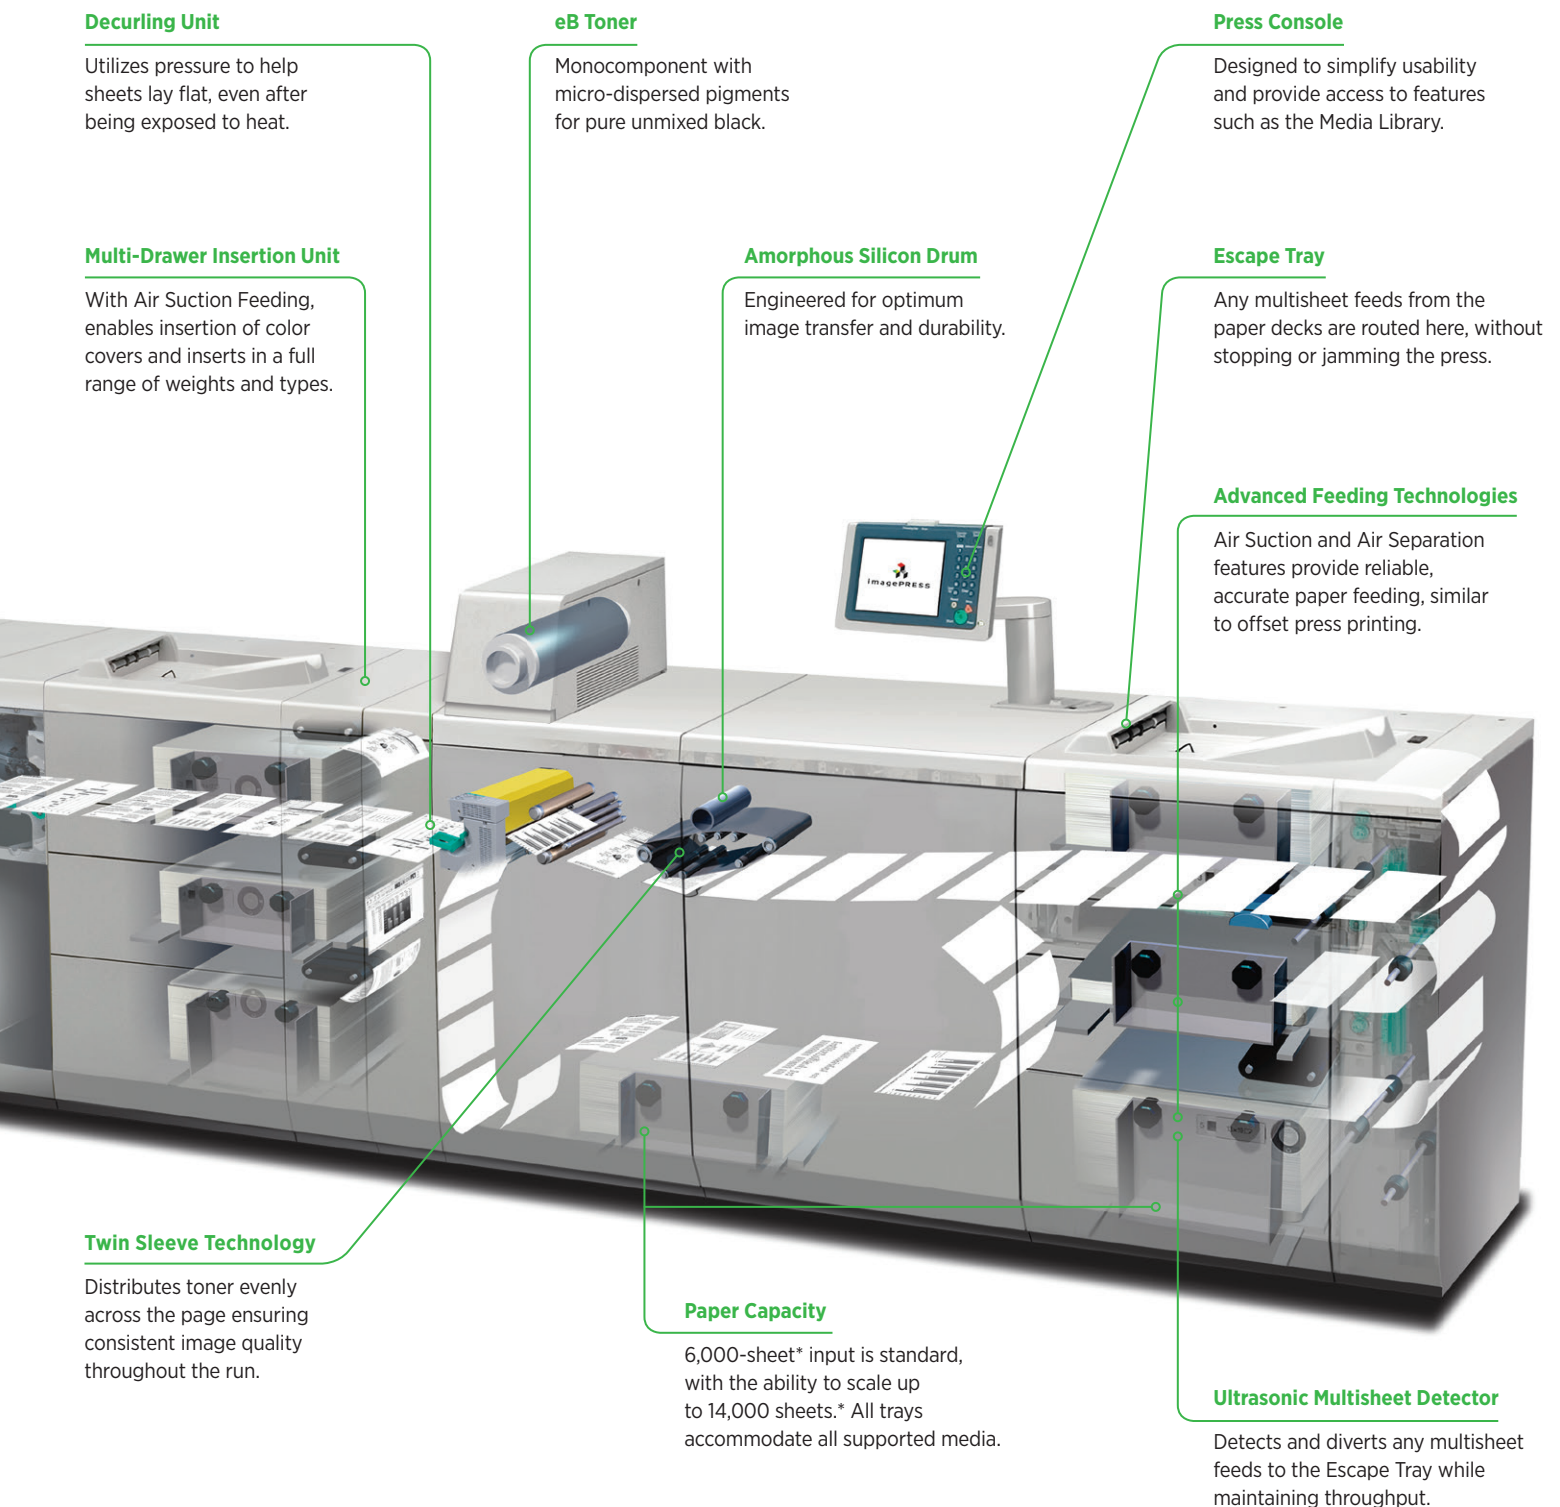 Decurling Unit
Utilizes pressure to help
sheets lay flat, even after
being exposed to heat.
eB Toner
Monocomponent with
micro-dispersed pigments
for pure unmixed black.
Press Console
Designed to simplify usability
and provide access to features
such as the Media Library.
Multi-Drawer Insertion Unit
With Air Suction Feeding,
enables insertion of color
covers and inserts in a full
range of weights and types.
Amorphous Silicon Drum
Engineered for optimum
image transfer and durability.
Escape Tray
Any multisheet feeds from the
paper decks are routed here, without
stopping or jamming the press.
Advanced Feeding Technologies
Air Suction and Air Separation
features provide reliable,
accurate paper feeding, similar
to offset press printing.
imagePRESS
Twin Sleeve Technology
Distributes toner evenly
across the page ensuring
consistent image quality
throughout the run.
Paper Capacity
6,000-sheet* input is standard,
with the ability to scale up
to 14,000 sheets.* All trays
accommodate all supported media.
Ultrasonic Multisheet Detector
Detects and diverts any multisheet
feeds to the Escape Tray while
maintaining throughput.